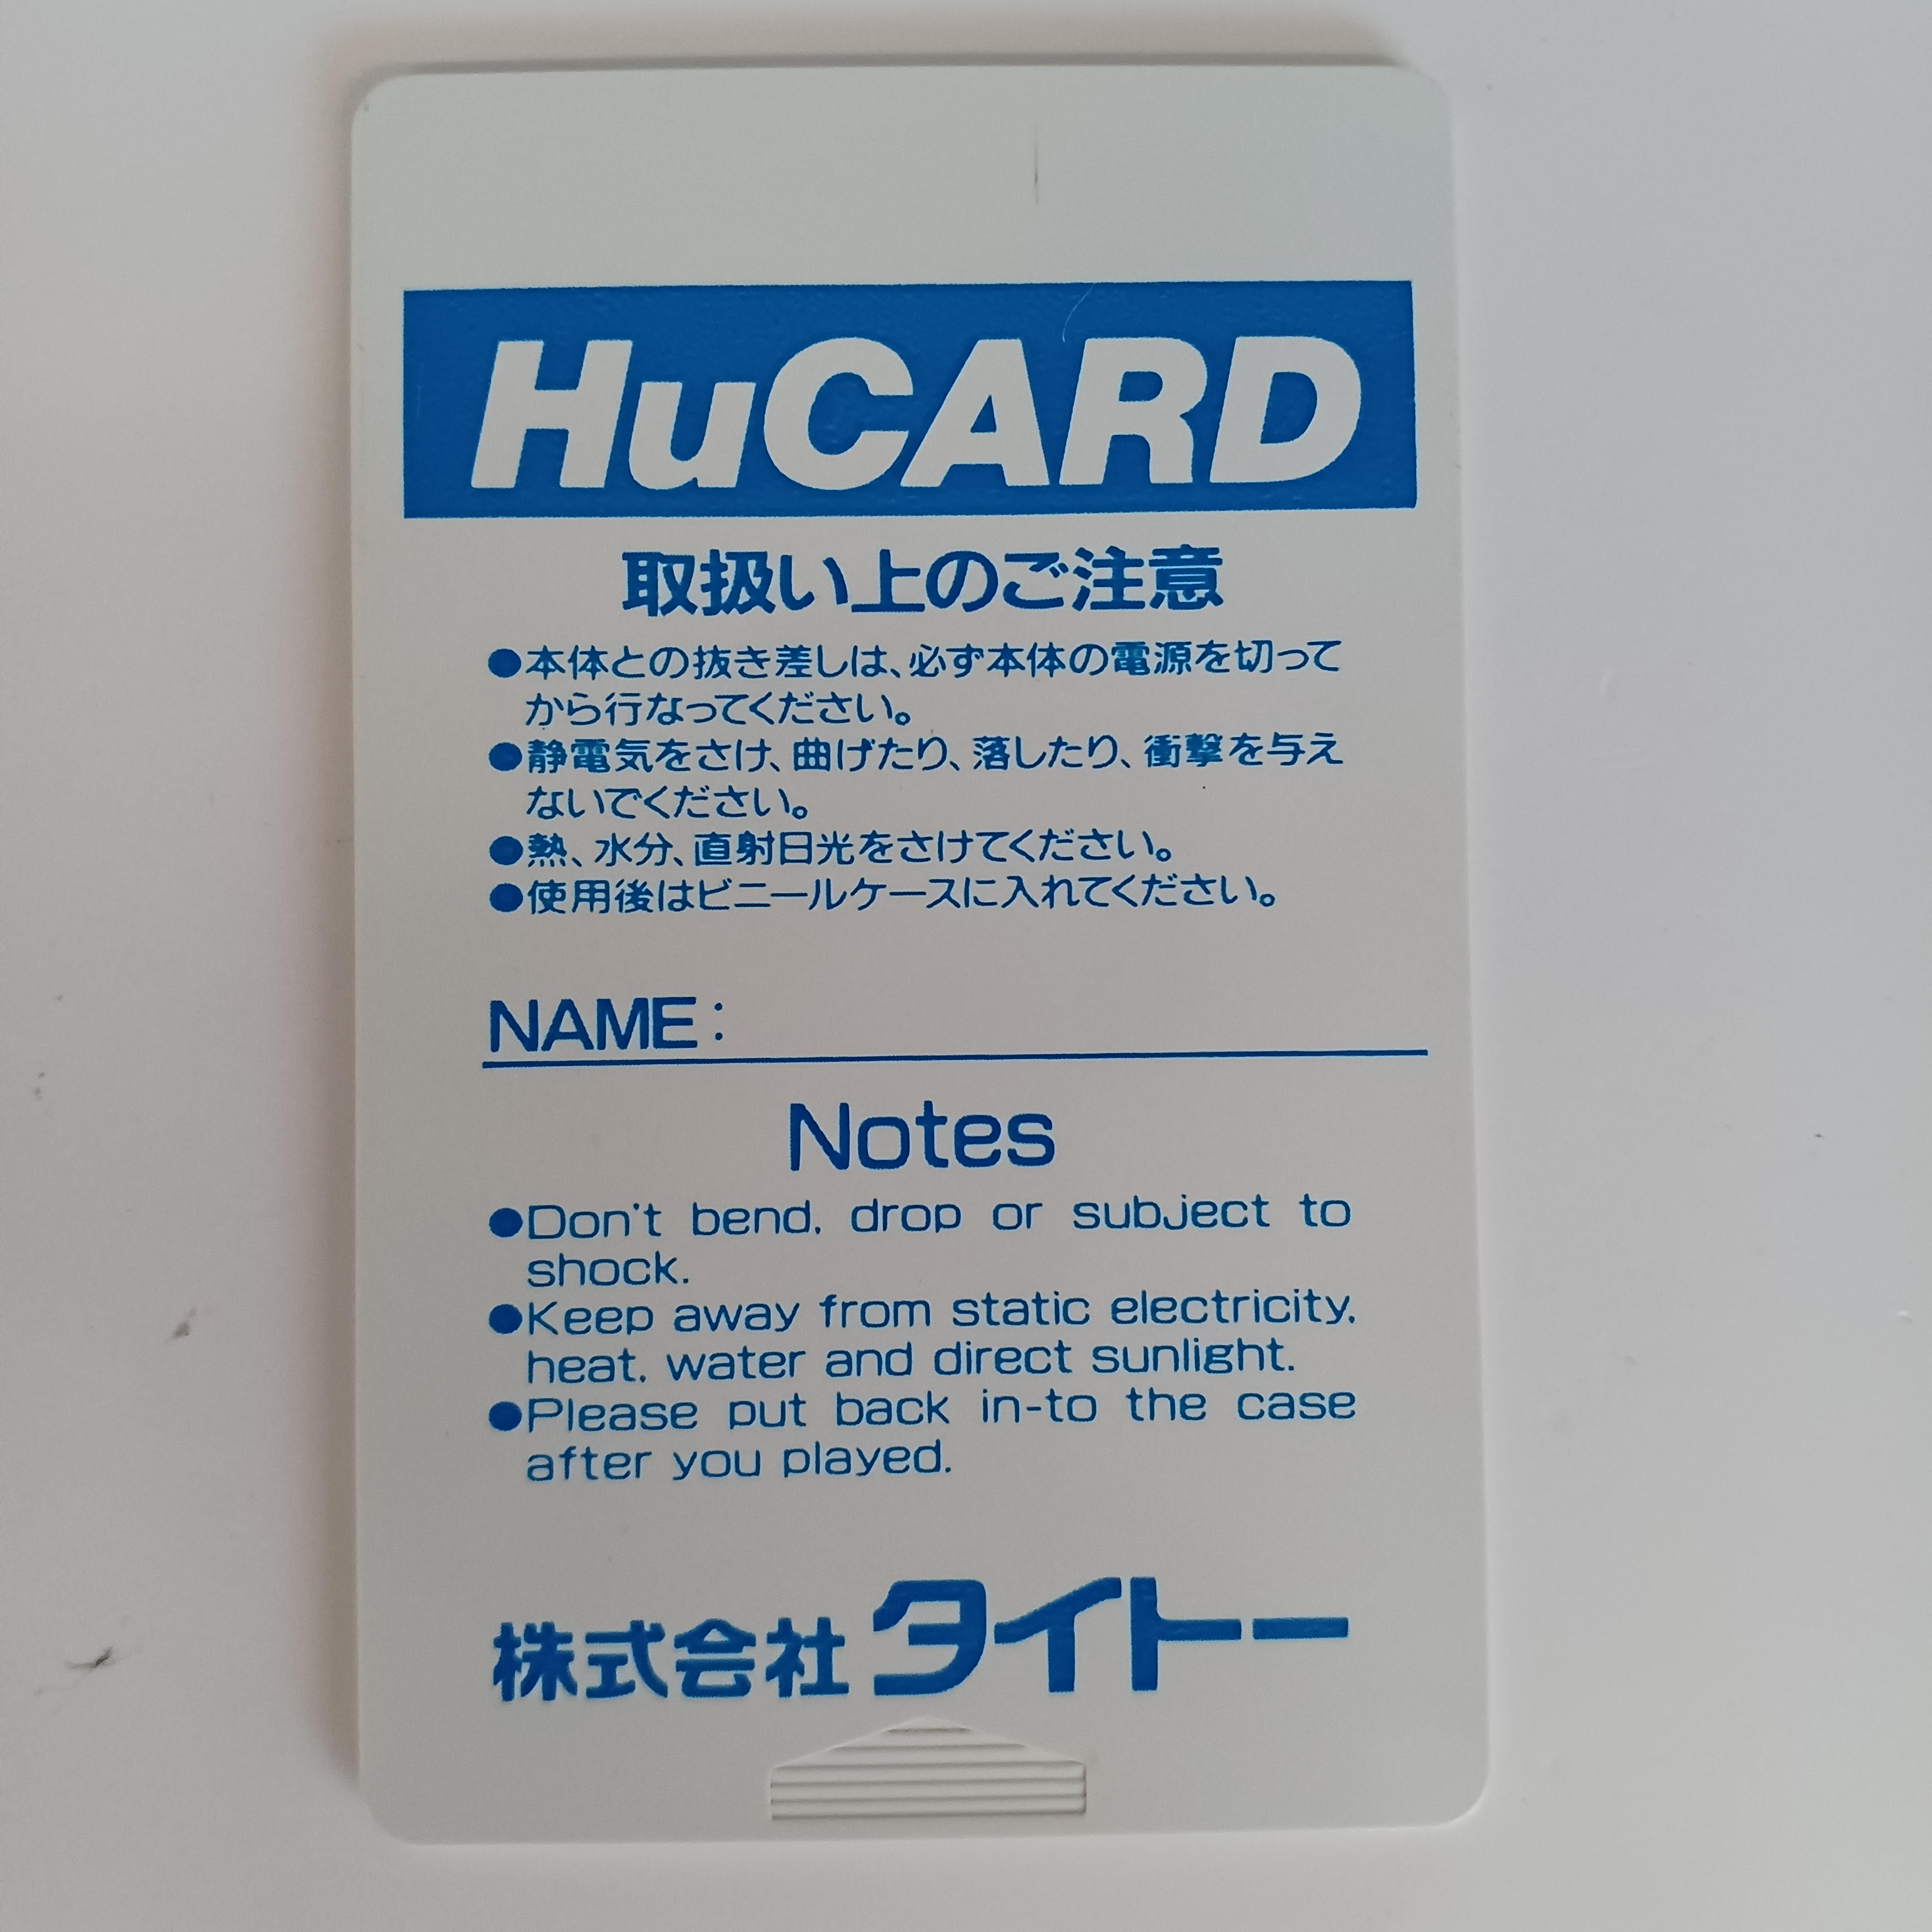 HuCARD
取扱い上のご注意
●本体との抜き差しは、必ず本体の電源を切って
から行なってください。
●静電気をさけ、曲げたり、落したり、衝撃を与え
ないでください。
●熱、水分、直射日光をさけてください。
●使用後はビニールケースに入れてください。
NAME:
Notes
●Don't bend, drop or subject to
shock.
●Keep away from static electricity,
heat, water and direct sunlight.
●Please put back in-to the case
after you played.
株式会社タイトー